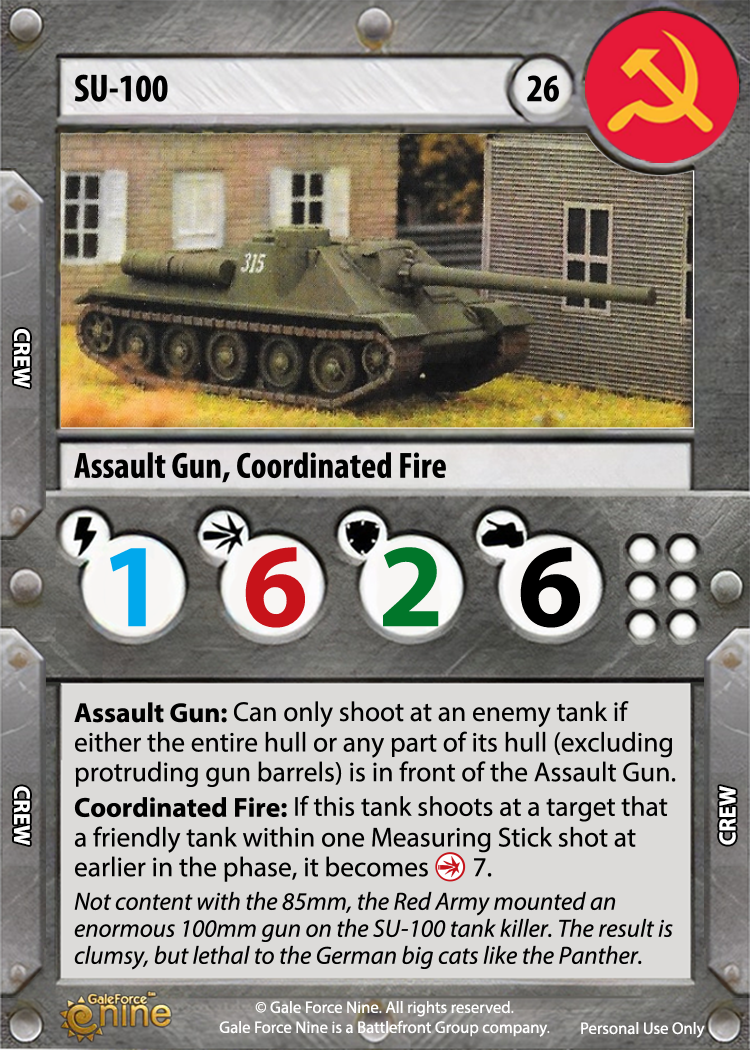 SU-100
26
315
CREW
Assault Gun, Coordinated Fire
1 6 2 6
Assault Gun: Can only shoot at an enemy tank if
either the entire hull or any part of its hull (excluding
protruding gun barrels) is in front of the Assault Gun.
Coordinated Fire: If this tank shoots at a target that
a friendly tank within one Measuring Stick shot at
earlier in the phase, it becomes 7.
Not content with the 85mm, the Red Army mounted an
enormous 100mm gun on the SU-100 tank killer. The result is
clumsy, but lethal to the German big cats like the Panther.
CREW
CREW
GaleForce™
nine
© Gale Force Nine. All rights reserved.
Gale Force Nine is a Battlefront Group company.
Personal Use Only